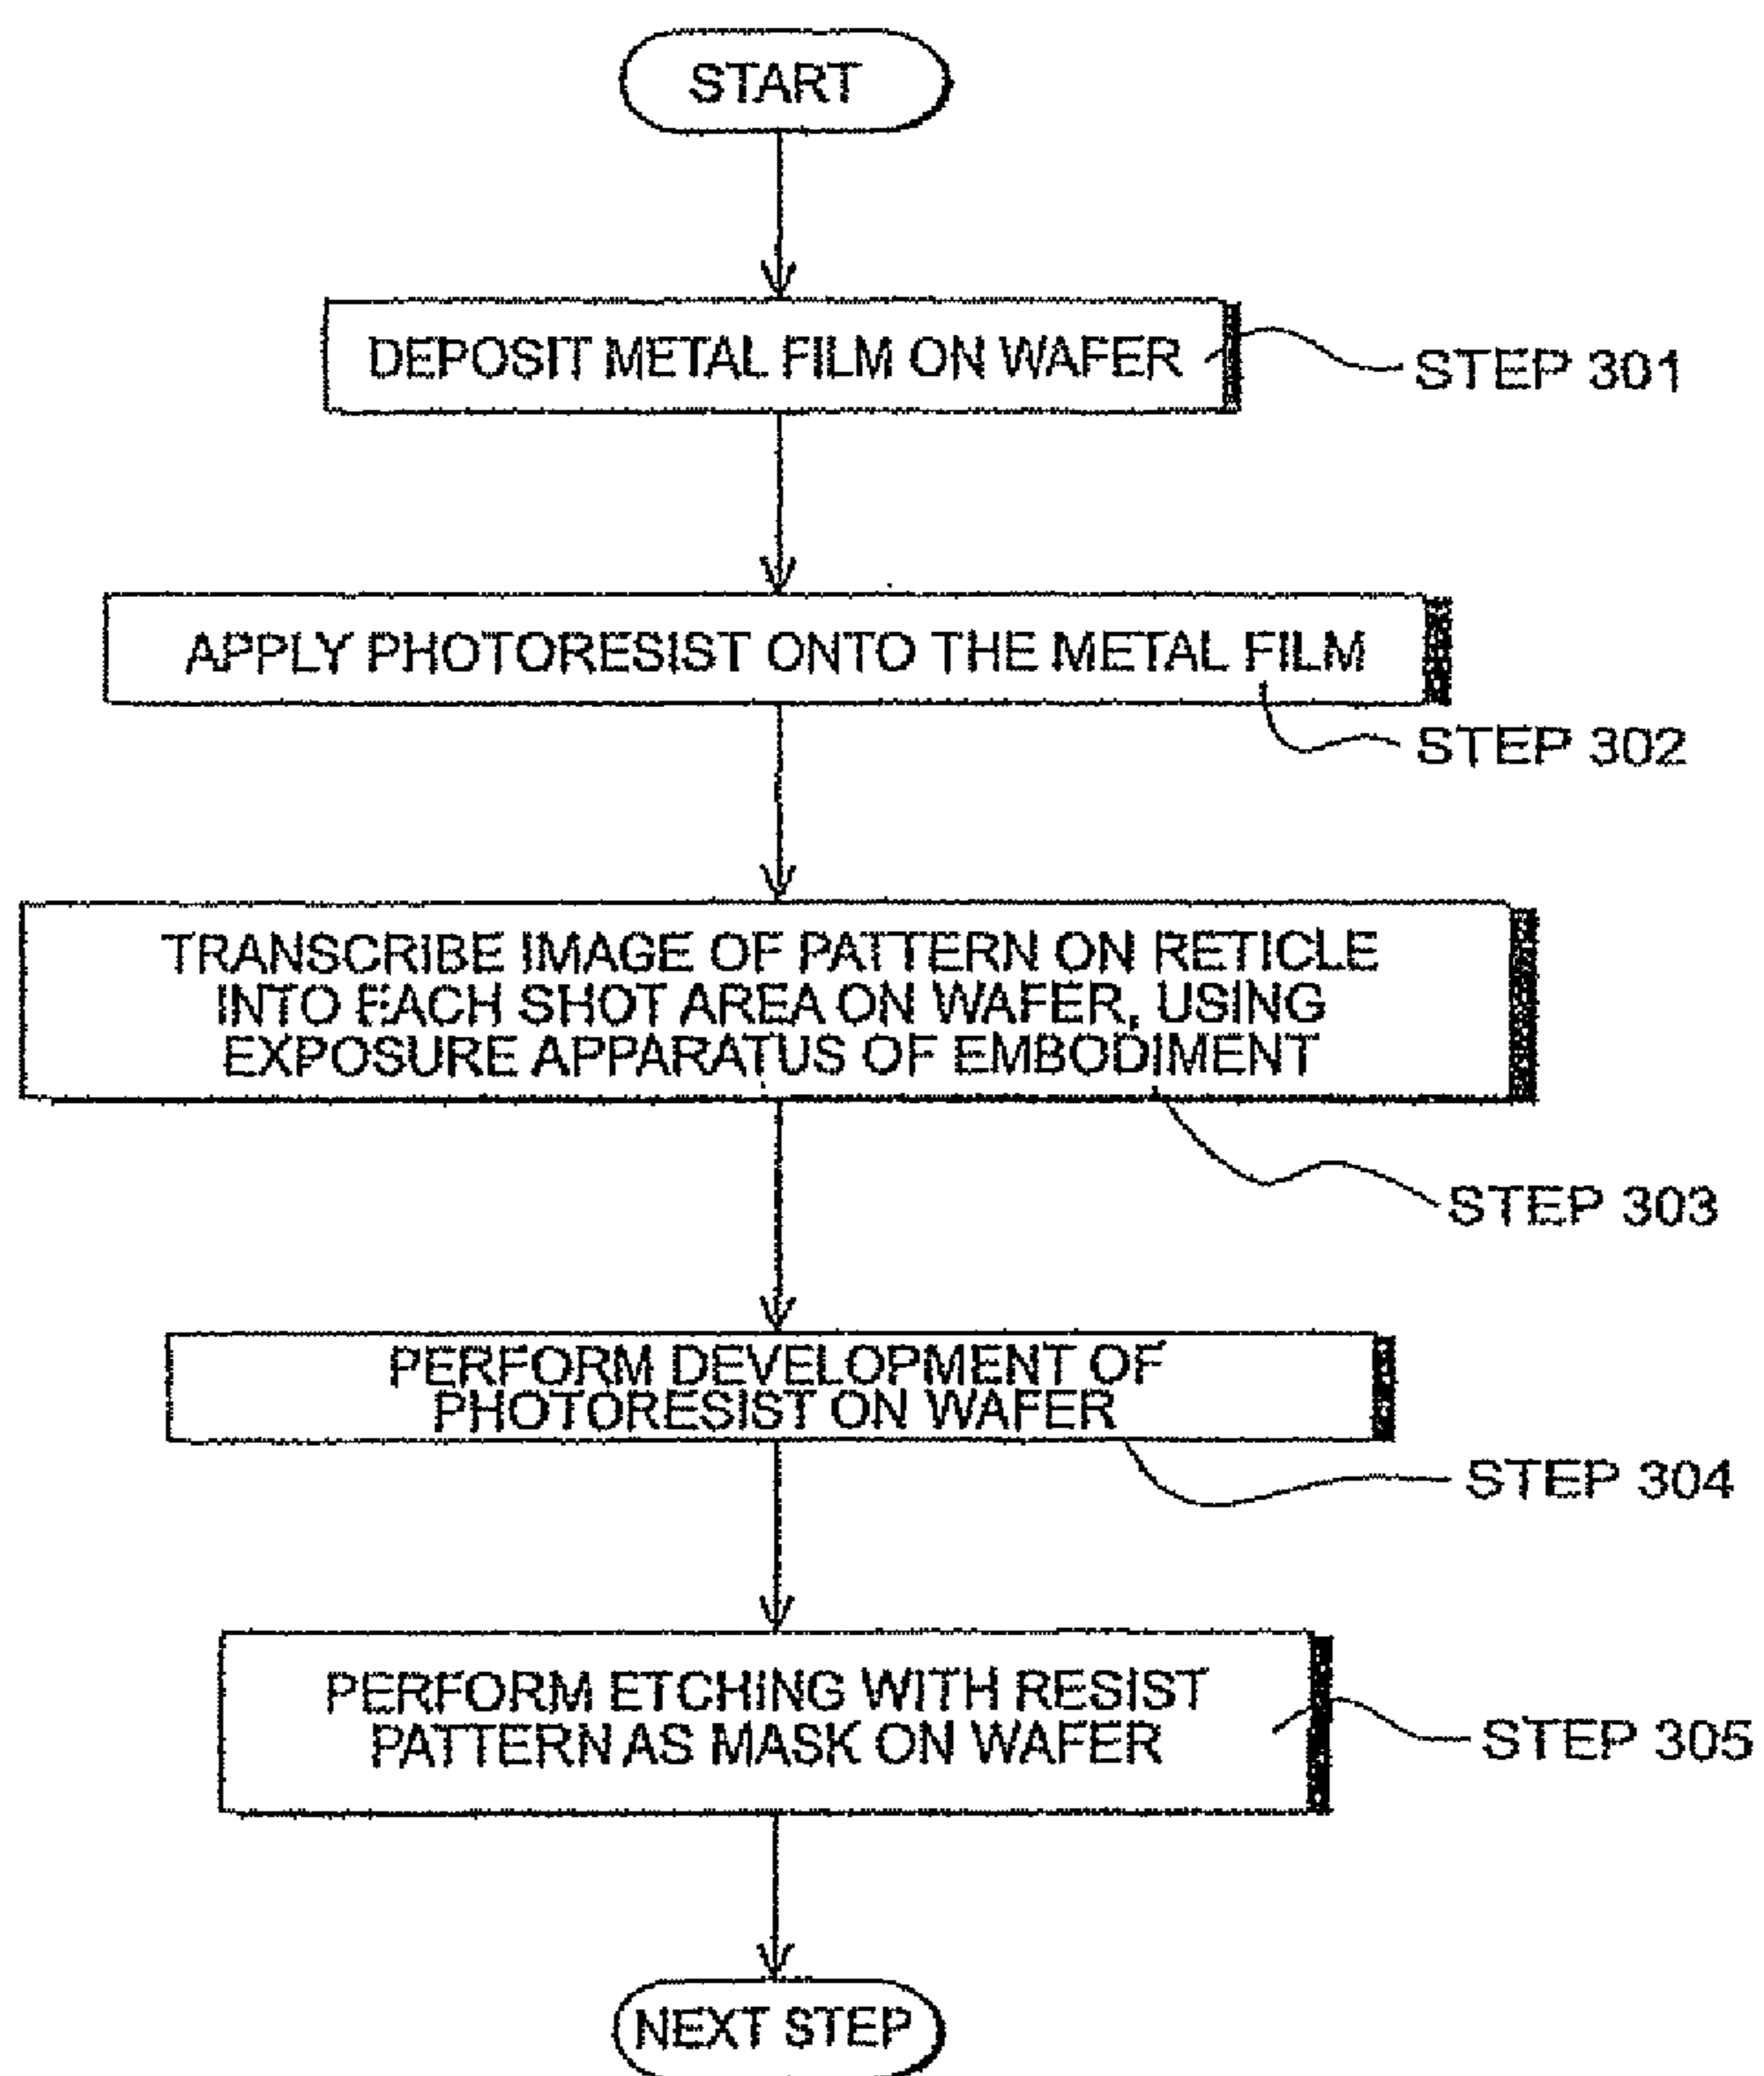 START
DEPOSIT METAL FILM ON WAFER
STEP 301
APPLY PHOTORESIST ONTO THE METAL FILM
STEP 302
TRANSCRIBE IMAGE OF PATTERN ON RETICLE
INTO EACH SHOT AREA ON WAFER, USING
EXPOSURE APPARATUS OF EMBODIMENT
STEP 303
PERFORM DEVELOPMENT OF
PHOTORESIST ON WAFER
STEP 304
PERFORM ETCHING WITH RESIST
PATTERN AS MASK ON WAFER
STEP 305
NEXT STEP